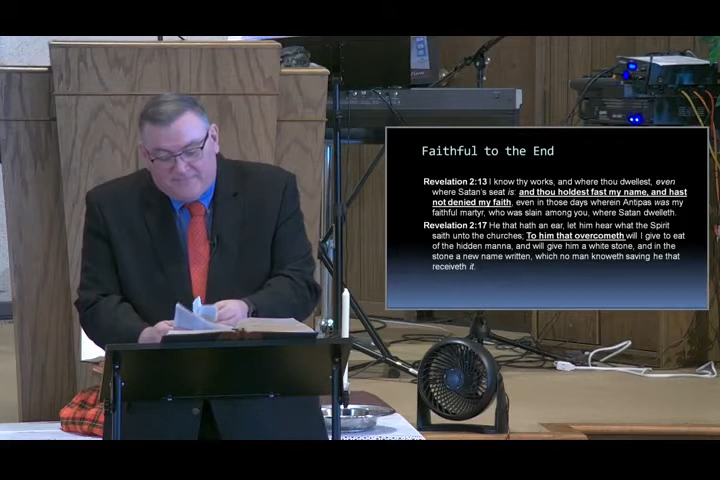 Faithful to the End
Revelation 2:13 I know thy works, and where thou dwellest, even
where Satan's seat is: and thou holdest fast my name, and hast
not denied my faith, even in those days wherein Antipas was my
faithful martyr, who was slain among you, where Satan dwelleth.
Revelation 2:17 He that hath an ear, let him hear what the Spirit
saith unto the churches; To him that overcometh will I give to eat
of the hidden manna, and will give him a white stone, and in the
stone a new name written, which no man knoweth saving he that
receiveth it.